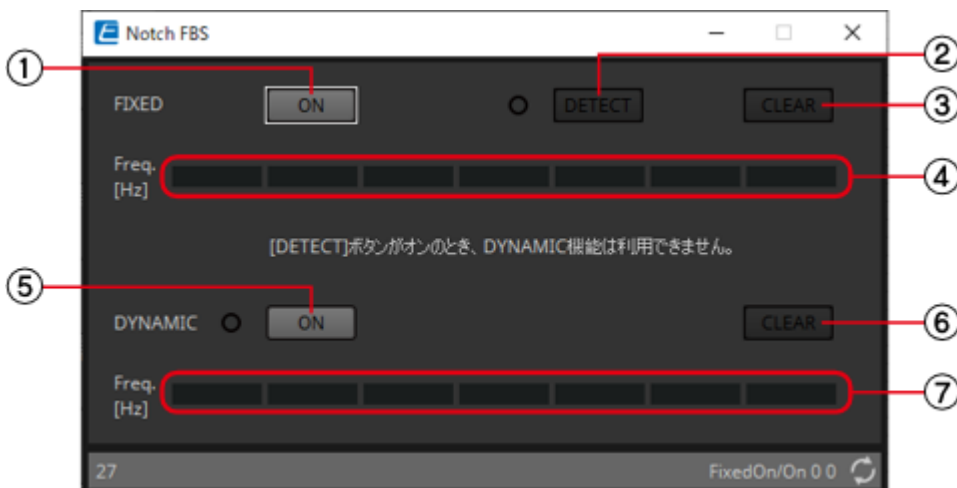 Notch FBS
① ②
FIXED ON DETECT CLEAR ③
Freq.
[Hz] ④
[DETECT]ボタンがオンのとき、DYNAMIC機能は利用できません。
⑤
DYNAMIC ON CLEAR ⑥
Freq.
[Hz] ⑦
27 FixedOn/On 0 0